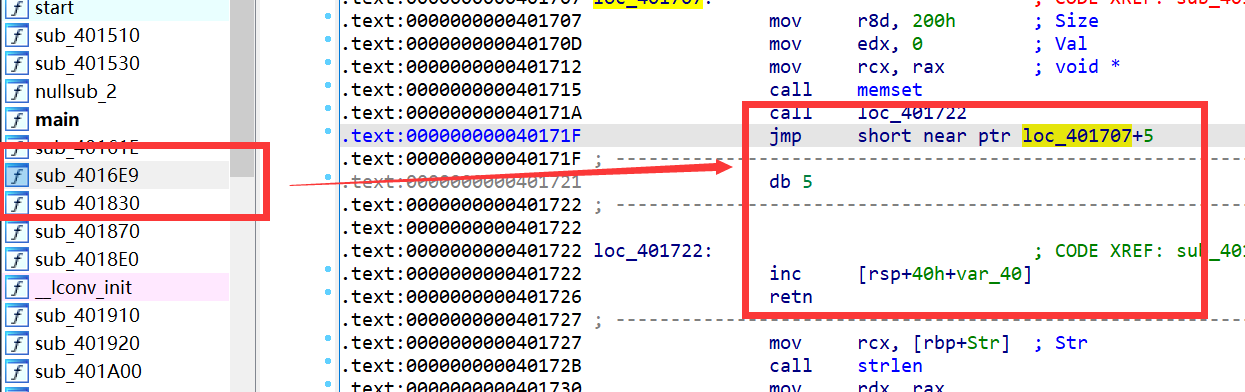 start
sub_401510
sub_401530
nullsub_2
main
sub_40161E
sub_4016E9
sub_401830
sub_401870
sub_4018E0
__lconv_init
sub_401910
sub_401920
sub_401A00
.text:0000000000401707 loc_401707: ; CODE XREF: sub_40
.text:0000000000401707 mov r8d, 200h ; Size
.text:000000000040170D mov edx, 0 ; Val
.text:0000000000401712 mov rcx, rax ; void *
.text:0000000000401715 call memset
.text:000000000040171A call loc_401722
.text:000000000040171F jmp short near ptr loc_401707+5
.text:000000000040171F ; ---------------------------------------------------------------------------
.text:0000000000401721 db 5
.text:0000000000401722 ; ---------------------------------------------------------------------------
.text:0000000000401722
.text:0000000000401722 loc_401722: ; CODE XREF: sub_401
.text:0000000000401722 inc [rsp+40h+var_40]
.text:0000000000401726 retn
.text:0000000000401727 ; ---------------------------------------------------------------------------
.text:0000000000401727 mov rcx, [rbp+Str] ; Str
.text:000000000040172B call strlen
.text:0000000000401730 mov rdx, rax